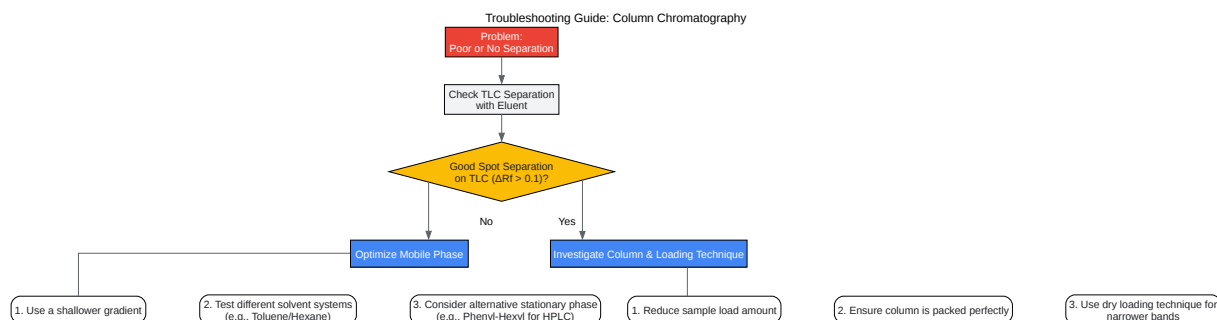 Troubleshooting Guide: Column Chromatography
Problem:
Poor or No Separation
Check TLC Separation
with Eluent
Good Spot Separation
on TLC (ΔRf > 0.1)?
No
Yes
Optimize Mobile Phase
Investigate Column & Loading Technique
1. Use a shallower gradient
2. Test different solvent systems
(e.g., Toluene/Hexane)
3. Consider alternative stationary phase
(e.g., Phenyl-Hexyl for HPLC)
1. Reduce sample load amount
2. Ensure column is packed perfectly
3. Use dry loading technique for
narrower bands